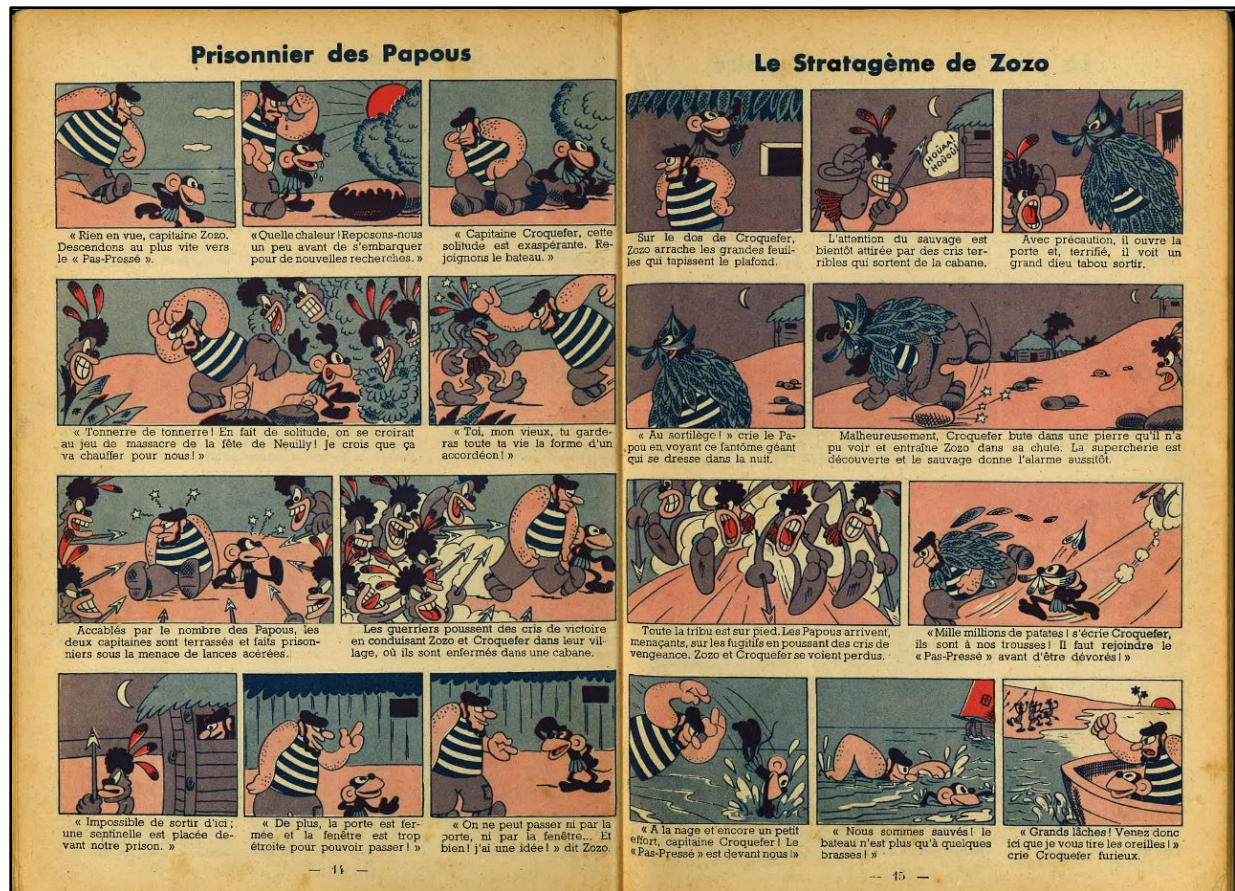 Prisonnier des Papous
« Rien en vue, capitaine Zozo.
Descendons au plus vite vers
le « Pas-Pressé ».
« Quelle chaleur ! Reposons-nous
un peu avant de s'embarquer
pour de nouvelles recherches. »
« Capitaine Croquefer, cette
solitude est exaspérante. Re-
joignons le bateau. »
« Tonnerre de tonnerre ! En fait de solitude, on se croirait
au jeu de massacre de la fête de Neuilly ! Je crois que ça
va chauffer pour nous ! »
« Toi, mon vieux, tu garde-
ras toute ta vie la forme d'un
accordéon ! »
Accablés par le nombre des Papous, les
deux capitaines sont terrassés et faits prison-
niers sous la menace de lances acérées.
Les guerriers poussent des cris de victoire
en conduisant Zozo et Croquefer dans leur vil-
lage, où ils sont enfermés dans une cabane.
« Impossible de sortir d'ici ;
une sentinelle est placée de-
vant notre prison. »
« De plus, la porte est fer-
mée et la fenêtre est trop
étroite pour pouvoir passer ! »
« On ne peut passer ni par la
porte, ni par la fenêtre... Et
bien ! j'ai une idée ! » dit Zozo.
— 14 —
Le Stratagème de Zozo
Sur le dos de Croquefer,
Zozo arrache les grandes feuil-
les qui tapissent le plafond.
HOÛAA!
HOÛOÛ!
L'attention du sauvage est
bientôt attirée par des cris ter-
ribles qui sortent de la cabane.
Avec précaution, il ouvre la
porte et, terrifié, il voit un
grand dieu tabou sortir.
« Au sortilège ! » crie le Pa-
pou en voyant ce fantôme géant
qui se dresse dans la nuit.
Malheureusement, Croquefer bute dans une pierre qu'il n'a
pu voir et entraîne Zozo dans sa chute. La supercherie est
découverte et le sauvage donne l'alarme aussitôt.
Toute la tribu est sur pied. Les Papous arrivent,
menaçants, sur les fugitifs en poussant des cris de
vengeance. Zozo et Croquefer se voient perdus.
« Mille millions de patates ! s'écrie Croquefer,
ils sont à nos trousses ! Il faut rejoindre le
« Pas-Pressé » avant d'être dévorés ! »
« A la nage et encore un petit
effort, capitaine Croquefer ! Le
« Pas-Pressé » est devant nous !»
« Nous sommes sauvés ! le
bateau n'est plus qu'à quelques
brasses ! »
« Grands lâches ! Venez donc
ici que je vous tire les oreilles ! »
crie Croquefer furieux.
— 15 —